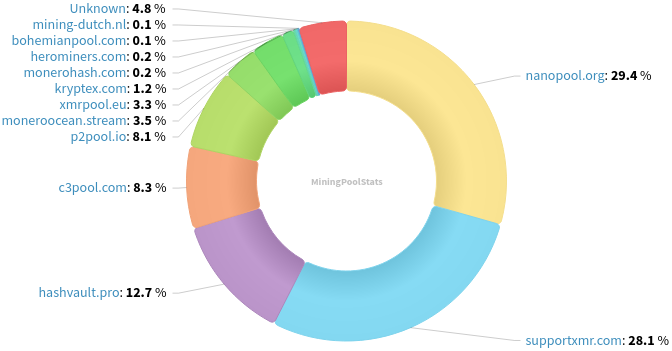 Unknown: 4.8 %
mining-dutch.nl: 0.1 %
bohemianpool.com: 0.1 %
herominers.com: 0.2 %
monerohash.com: 0.2 %
kryptex.com: 1.2 %
xmrpool.eu: 3.3 %
moneroocean.stream: 3.5 %
p2pool.io: 8.1 %
c3pool.com: 8.3 %
hashvault.pro: 12.7 %
MiningPoolStats
nanopool.org: 29.4 %
supportxmr.com: 28.1 %